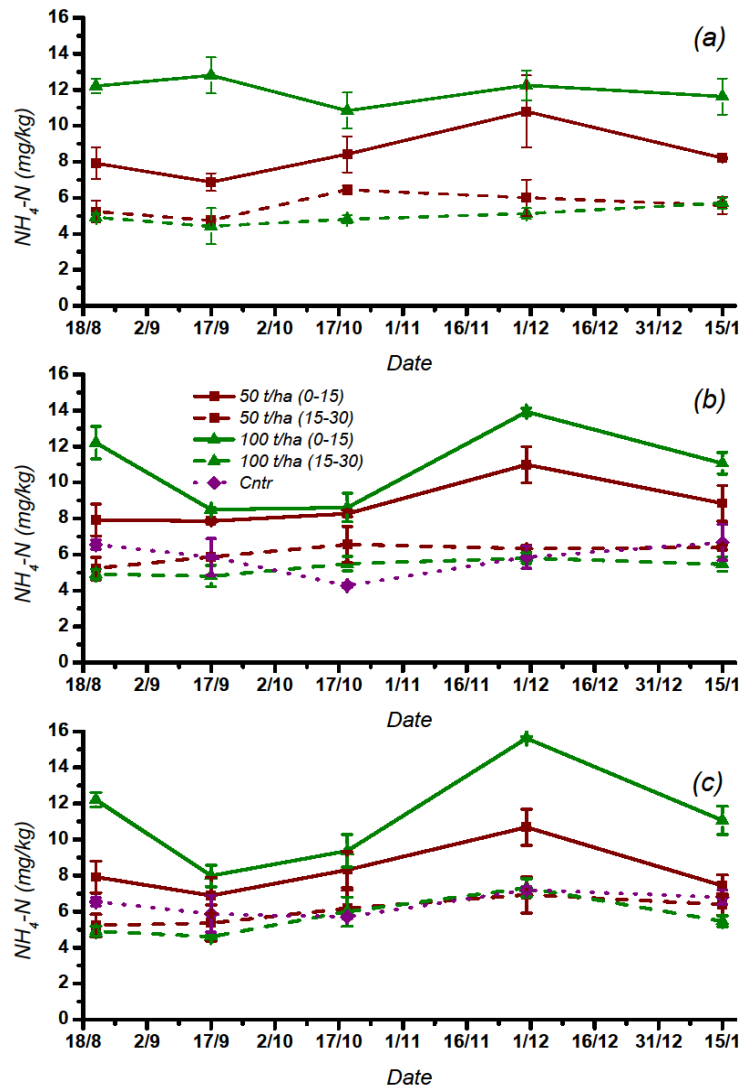 (a)
NH4-N (mg/kg)
16
14
12
10
8
6
4
2
0
18/8 2/9 17/9 2/10 17/10 1/11 16/11 1/12 16/12 31/12 15/1
Date
(b)
50 t/ha (0-15)
50 t/ha (15-30)
100 t/ha (0-15)
100 t/ha (15-30)
Cntr
NH4-N (mg/kg)
16
14
12
10
8
6
4
2
0
18/8 2/9 17/9 2/10 17/10 1/11 16/11 1/12 16/12 31/12 15/1
Date
(c)
NH4-N (mg/kg)
16
14
12
10
8
6
4
2
0
18/8 2/9 17/9 2/10 17/10 1/11 16/11 1/12 16/12 31/12 15/1
Date